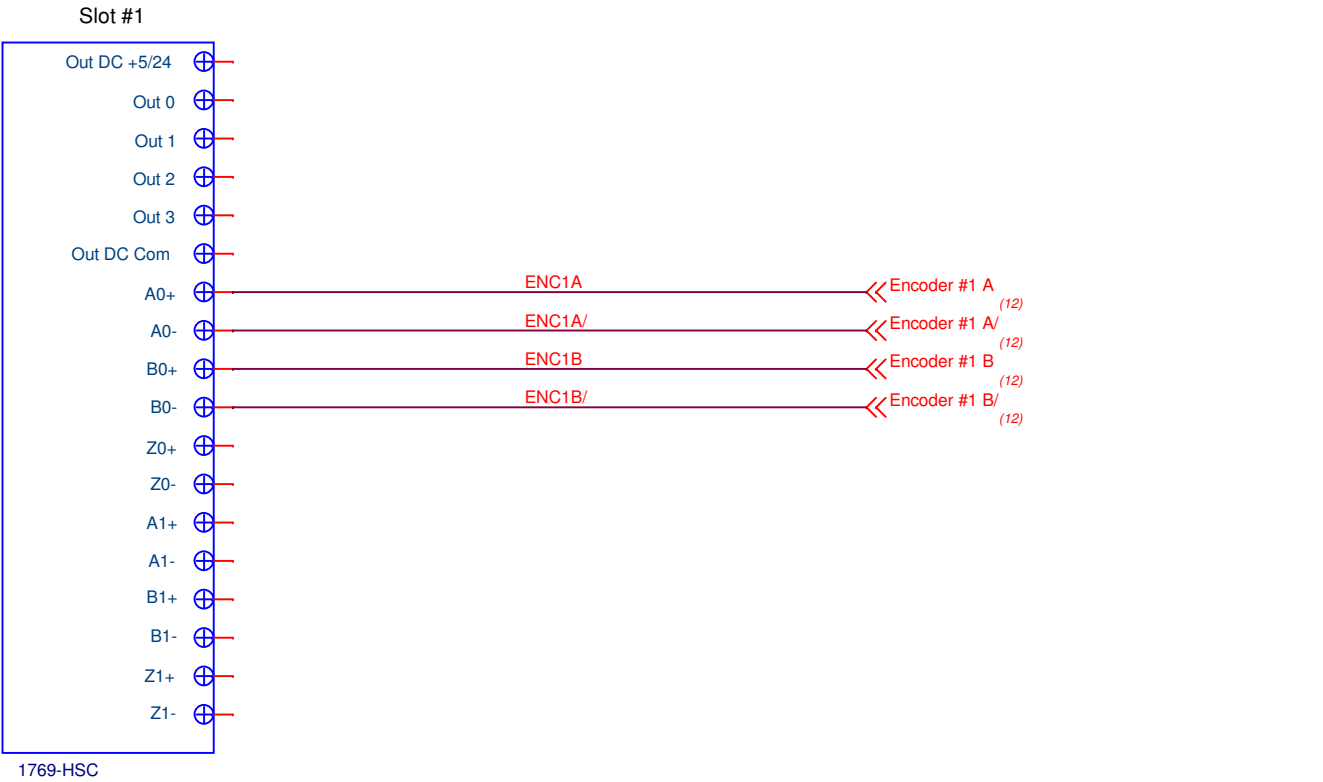 Slot #1
Out DC +5/24
Out 0
Out 1
Out 2
Out 3
Out DC Com
A0+ ENC1A Encoder #1 A
(12)
A0- ENC1A/ Encoder #1 A/
(12)
B0+ ENC1B Encoder #1 B
(12)
B0- ENC1B/ Encoder #1 B/
(12)
Z0+
Z0-
A1+
A1-
B1+
B1-
Z1+
Z1-
1769-HSC